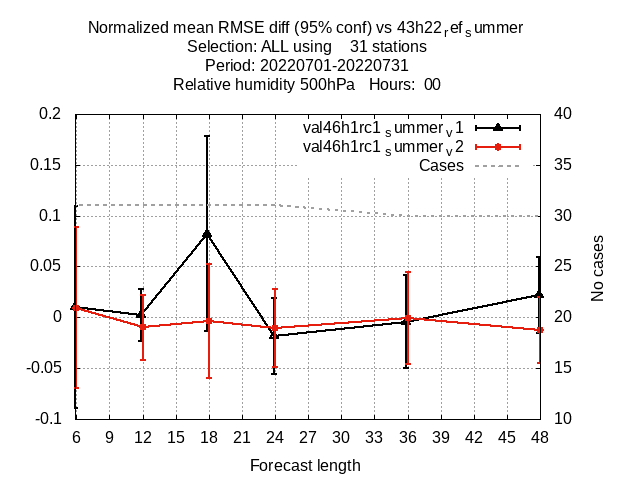 Normalized mean RMSE diff (95% conf) vs 43h22refsummer
Selection: ALL using 31 stations
Period: 20220701-20220731
Relative humidity 500hPa Hours: 00
0.2 40
val46h1rc1summerv1
val46h1rc1summerv2
0.15 Cases 35
0.1 30
0.05 25
0 20
-0.05 15
-0.1 10
No cases
6 9 12 15 18 21 24 27 30 33 36 39 42 45 48
Forecast length